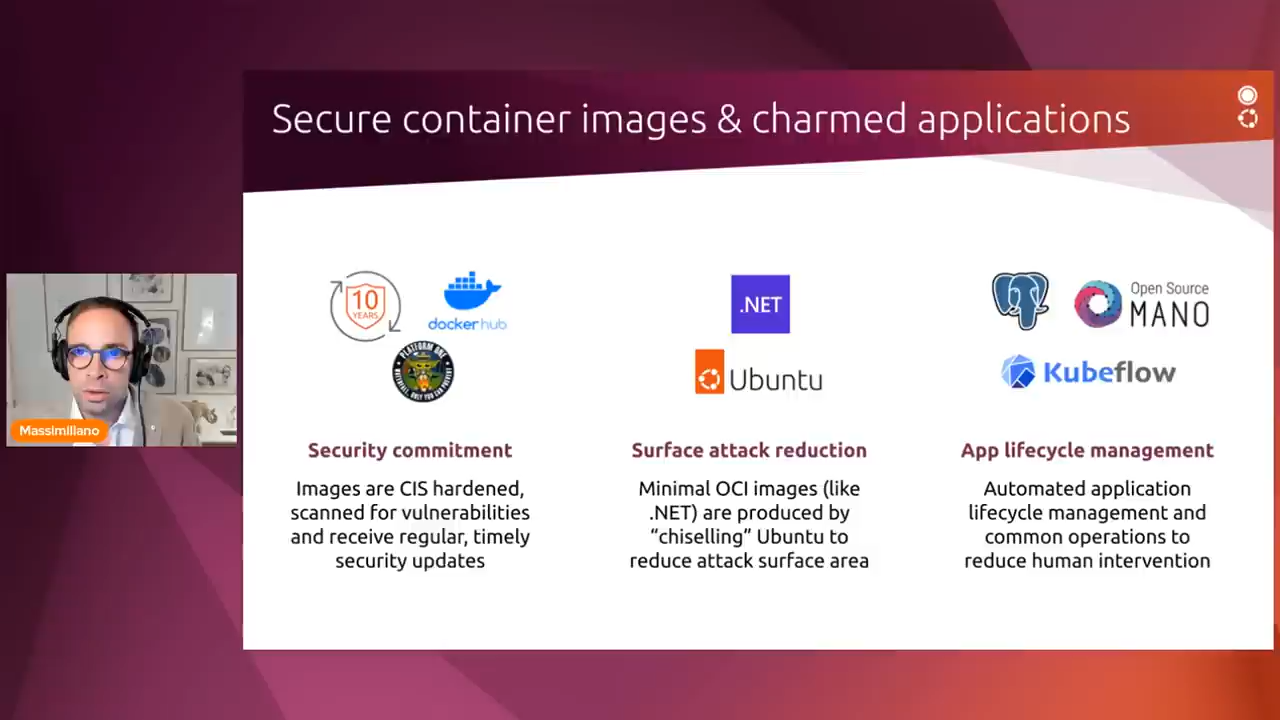 Secure container images & charmed applications
10
YEARS
docker hub
PLATFORM ONE
.NET
Ubuntu
Open Source
MANO
Kubeflow
Massimiliano
Security commitment
Images are CIS hardened,
scanned for vulnerabilities
and receive regular, timely
security updates
Surface attack reduction
Minimal OCI images (like
.NET) are produced by
“chiselling” Ubuntu to
reduce attack surface area
App lifecycle management
Automated application
lifecycle management and
common operations to
reduce human intervention